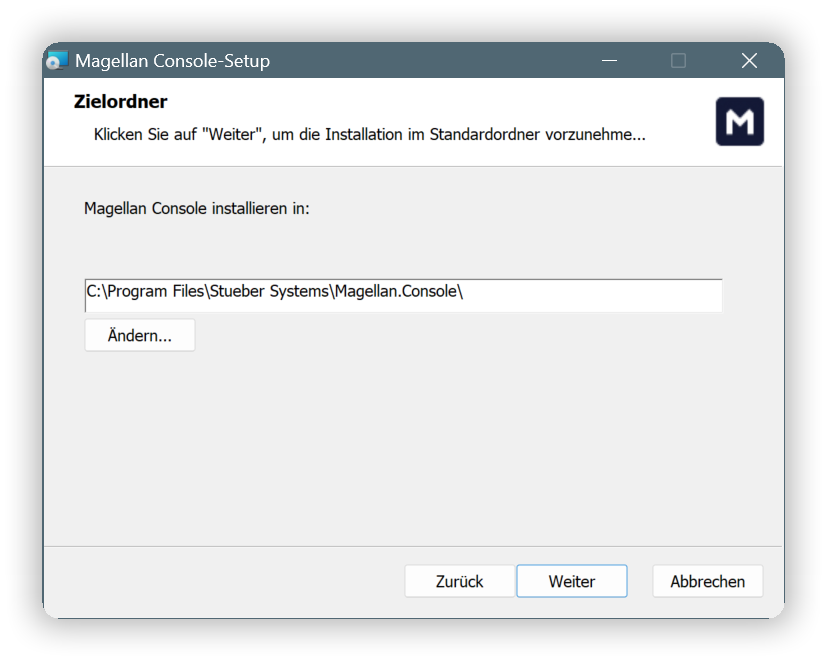 Magellan Console-Setup
Zielordner
Klicken Sie auf "Weiter", um die Installation im Standardordner vorzunehme...
M
Magellan Console installieren in:
C:\Program Files\Stueber Systems\Magellan.Console\
Ändern...
Zurück
Weiter
Abbrechen